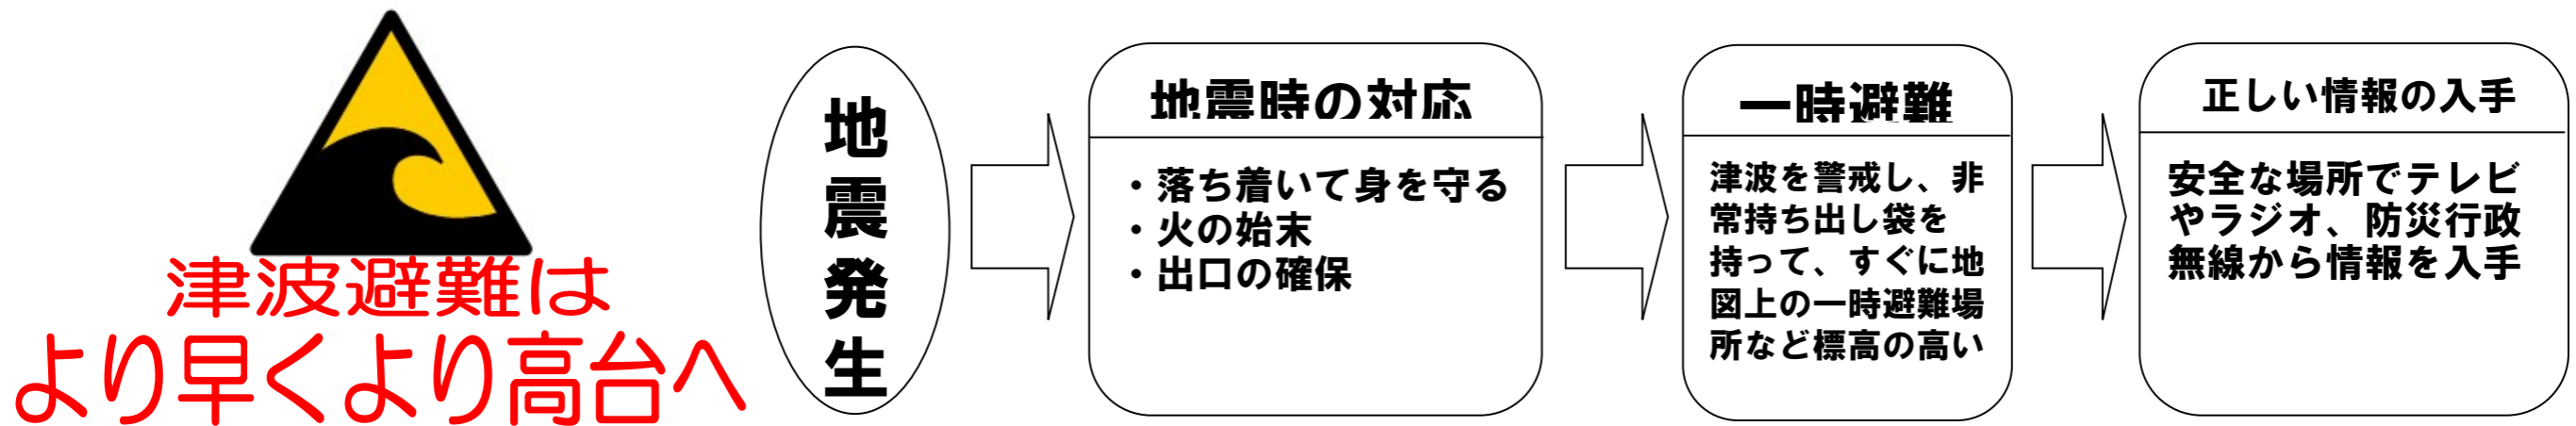 津波避難は
より早くより高台へ
地震発生
地震時の対応
・落ち着いて身を守る
・火の始末
・出口の確保
一時避難
津波を警戒し、非
常持ち出し袋を
持って、すぐに地
図上の一時避難場
所など標高の高い
正しい情報の入手
安全な場所でテレビ
やラジオ、防災行政
無線から情報を入手